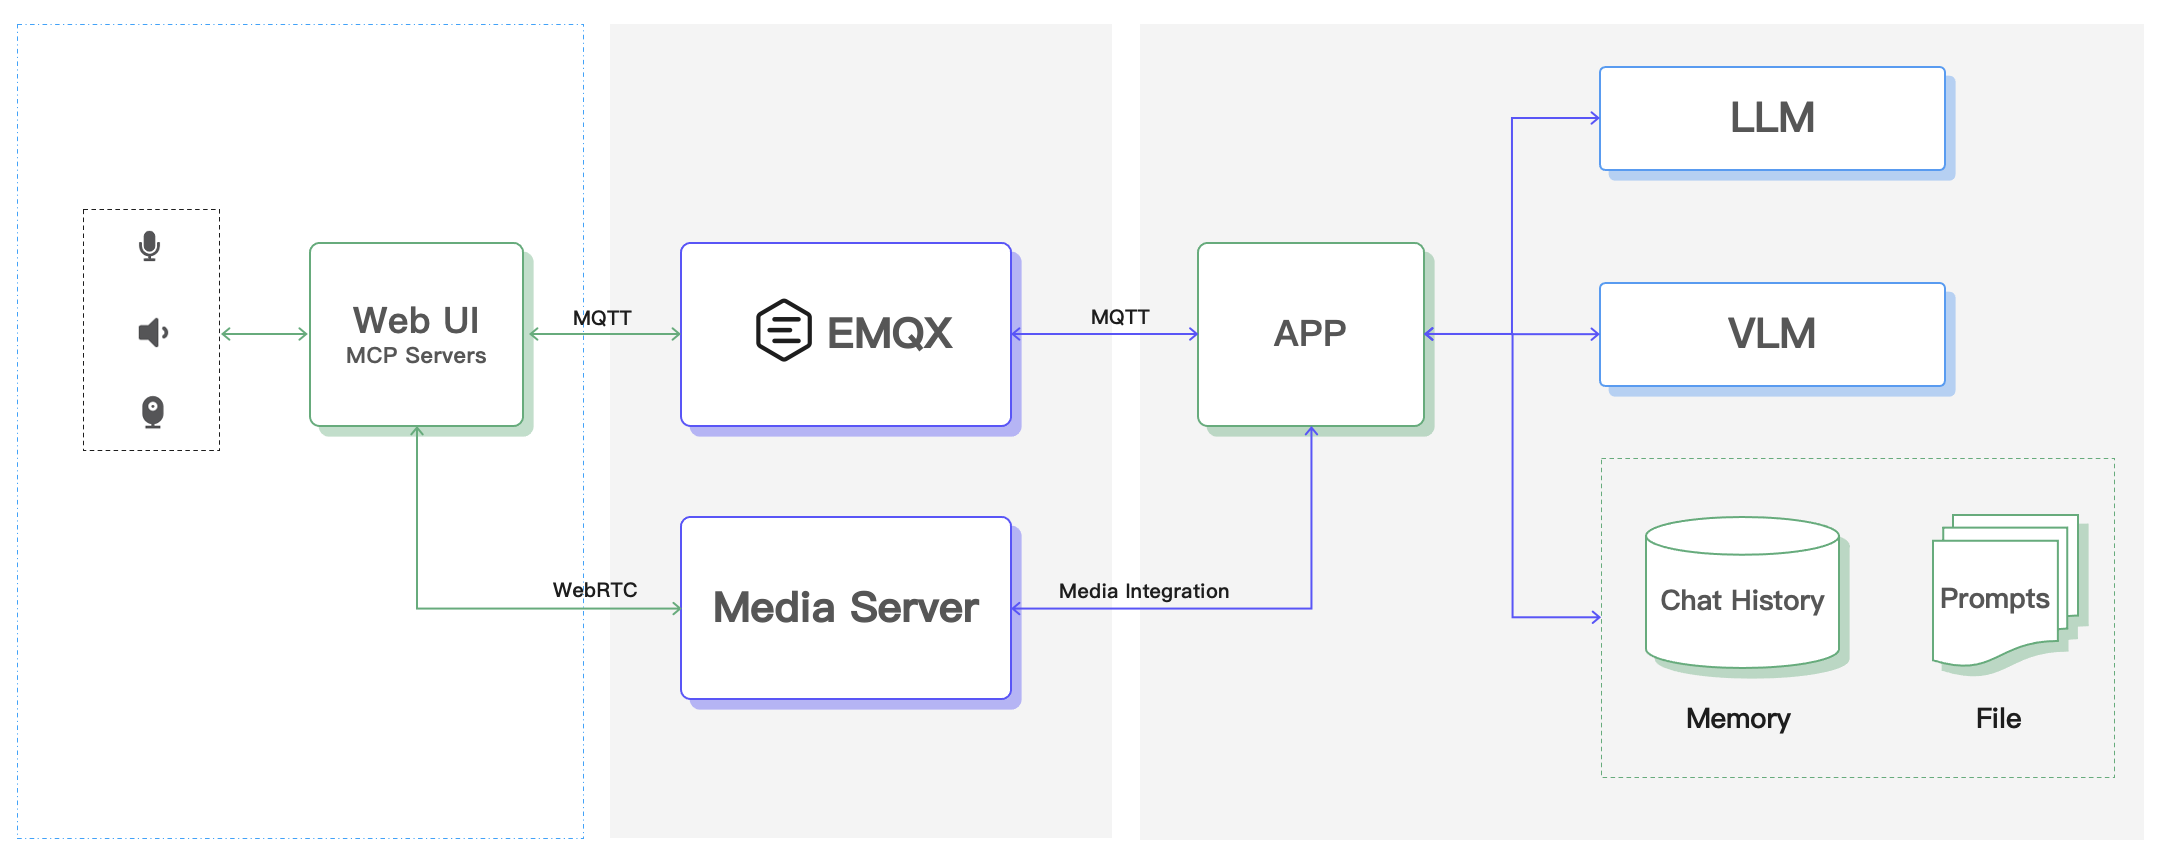 Web UI
MCP Servers
MQTT
EMQX
MQTT
APP
LLM
VLM
WebRTC
Media Server
Media Integration
Chat History
Prompts
Memory
File